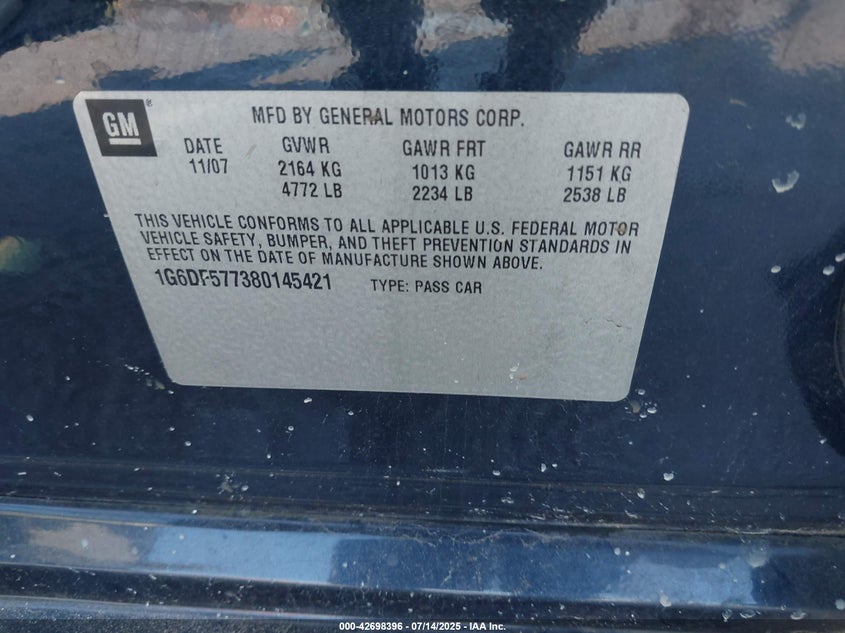 GM®
MFD BY GENERAL MOTORS CORP.
DATE GVWR GAWR FRT GAWR RR
11/07 2164 KG 1013 KG 1151 KG
4772 LB 2234 LB 2538 LB
THIS VEHICLE CONFORMS TO ALL APPLICABLE U.S. FEDERAL MOTOR
VEHICLE SAFETY, BUMPER, AND THEFT PREVENTION STANDARDS IN
EFFECT ON THE DATE OF MANUFACTURE SHOWN ABOVE.
1G6DF577380145421 TYPE: PASS CAR
000-42698396 - 07/14/2025 - IAA Inc.